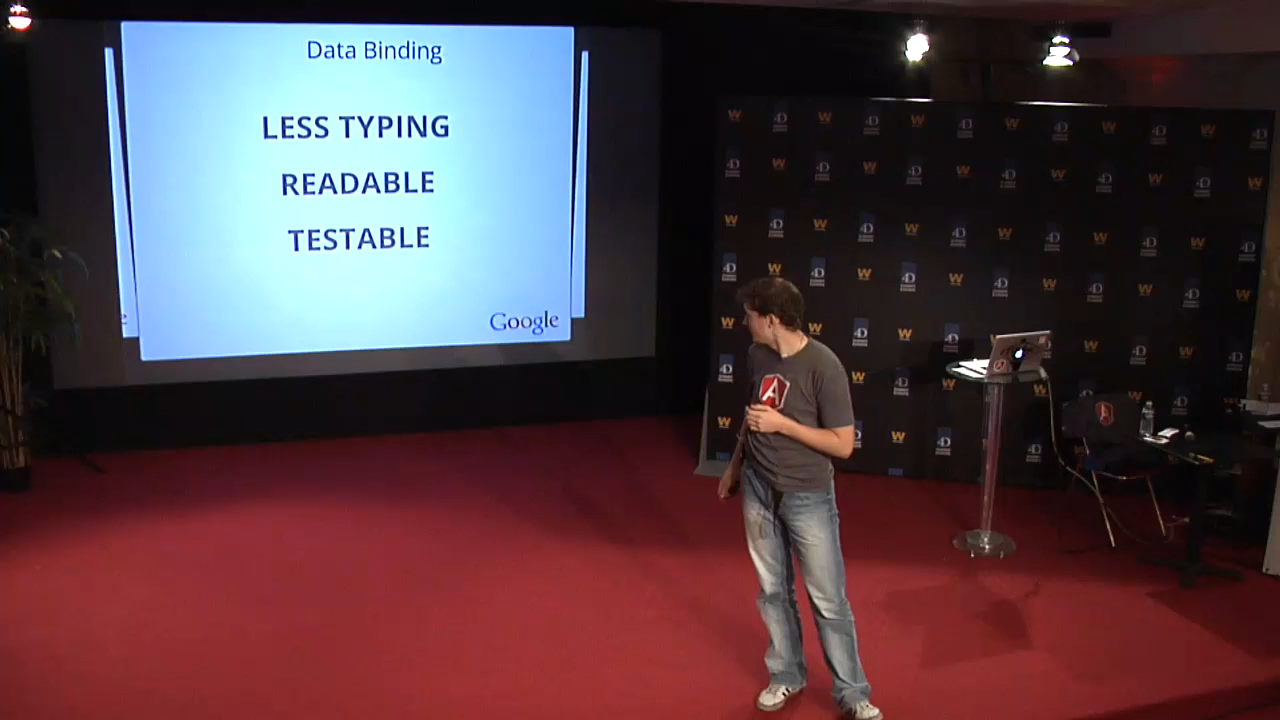 Data Binding
LESS TYPING
READABLE
TESTABLE
Google